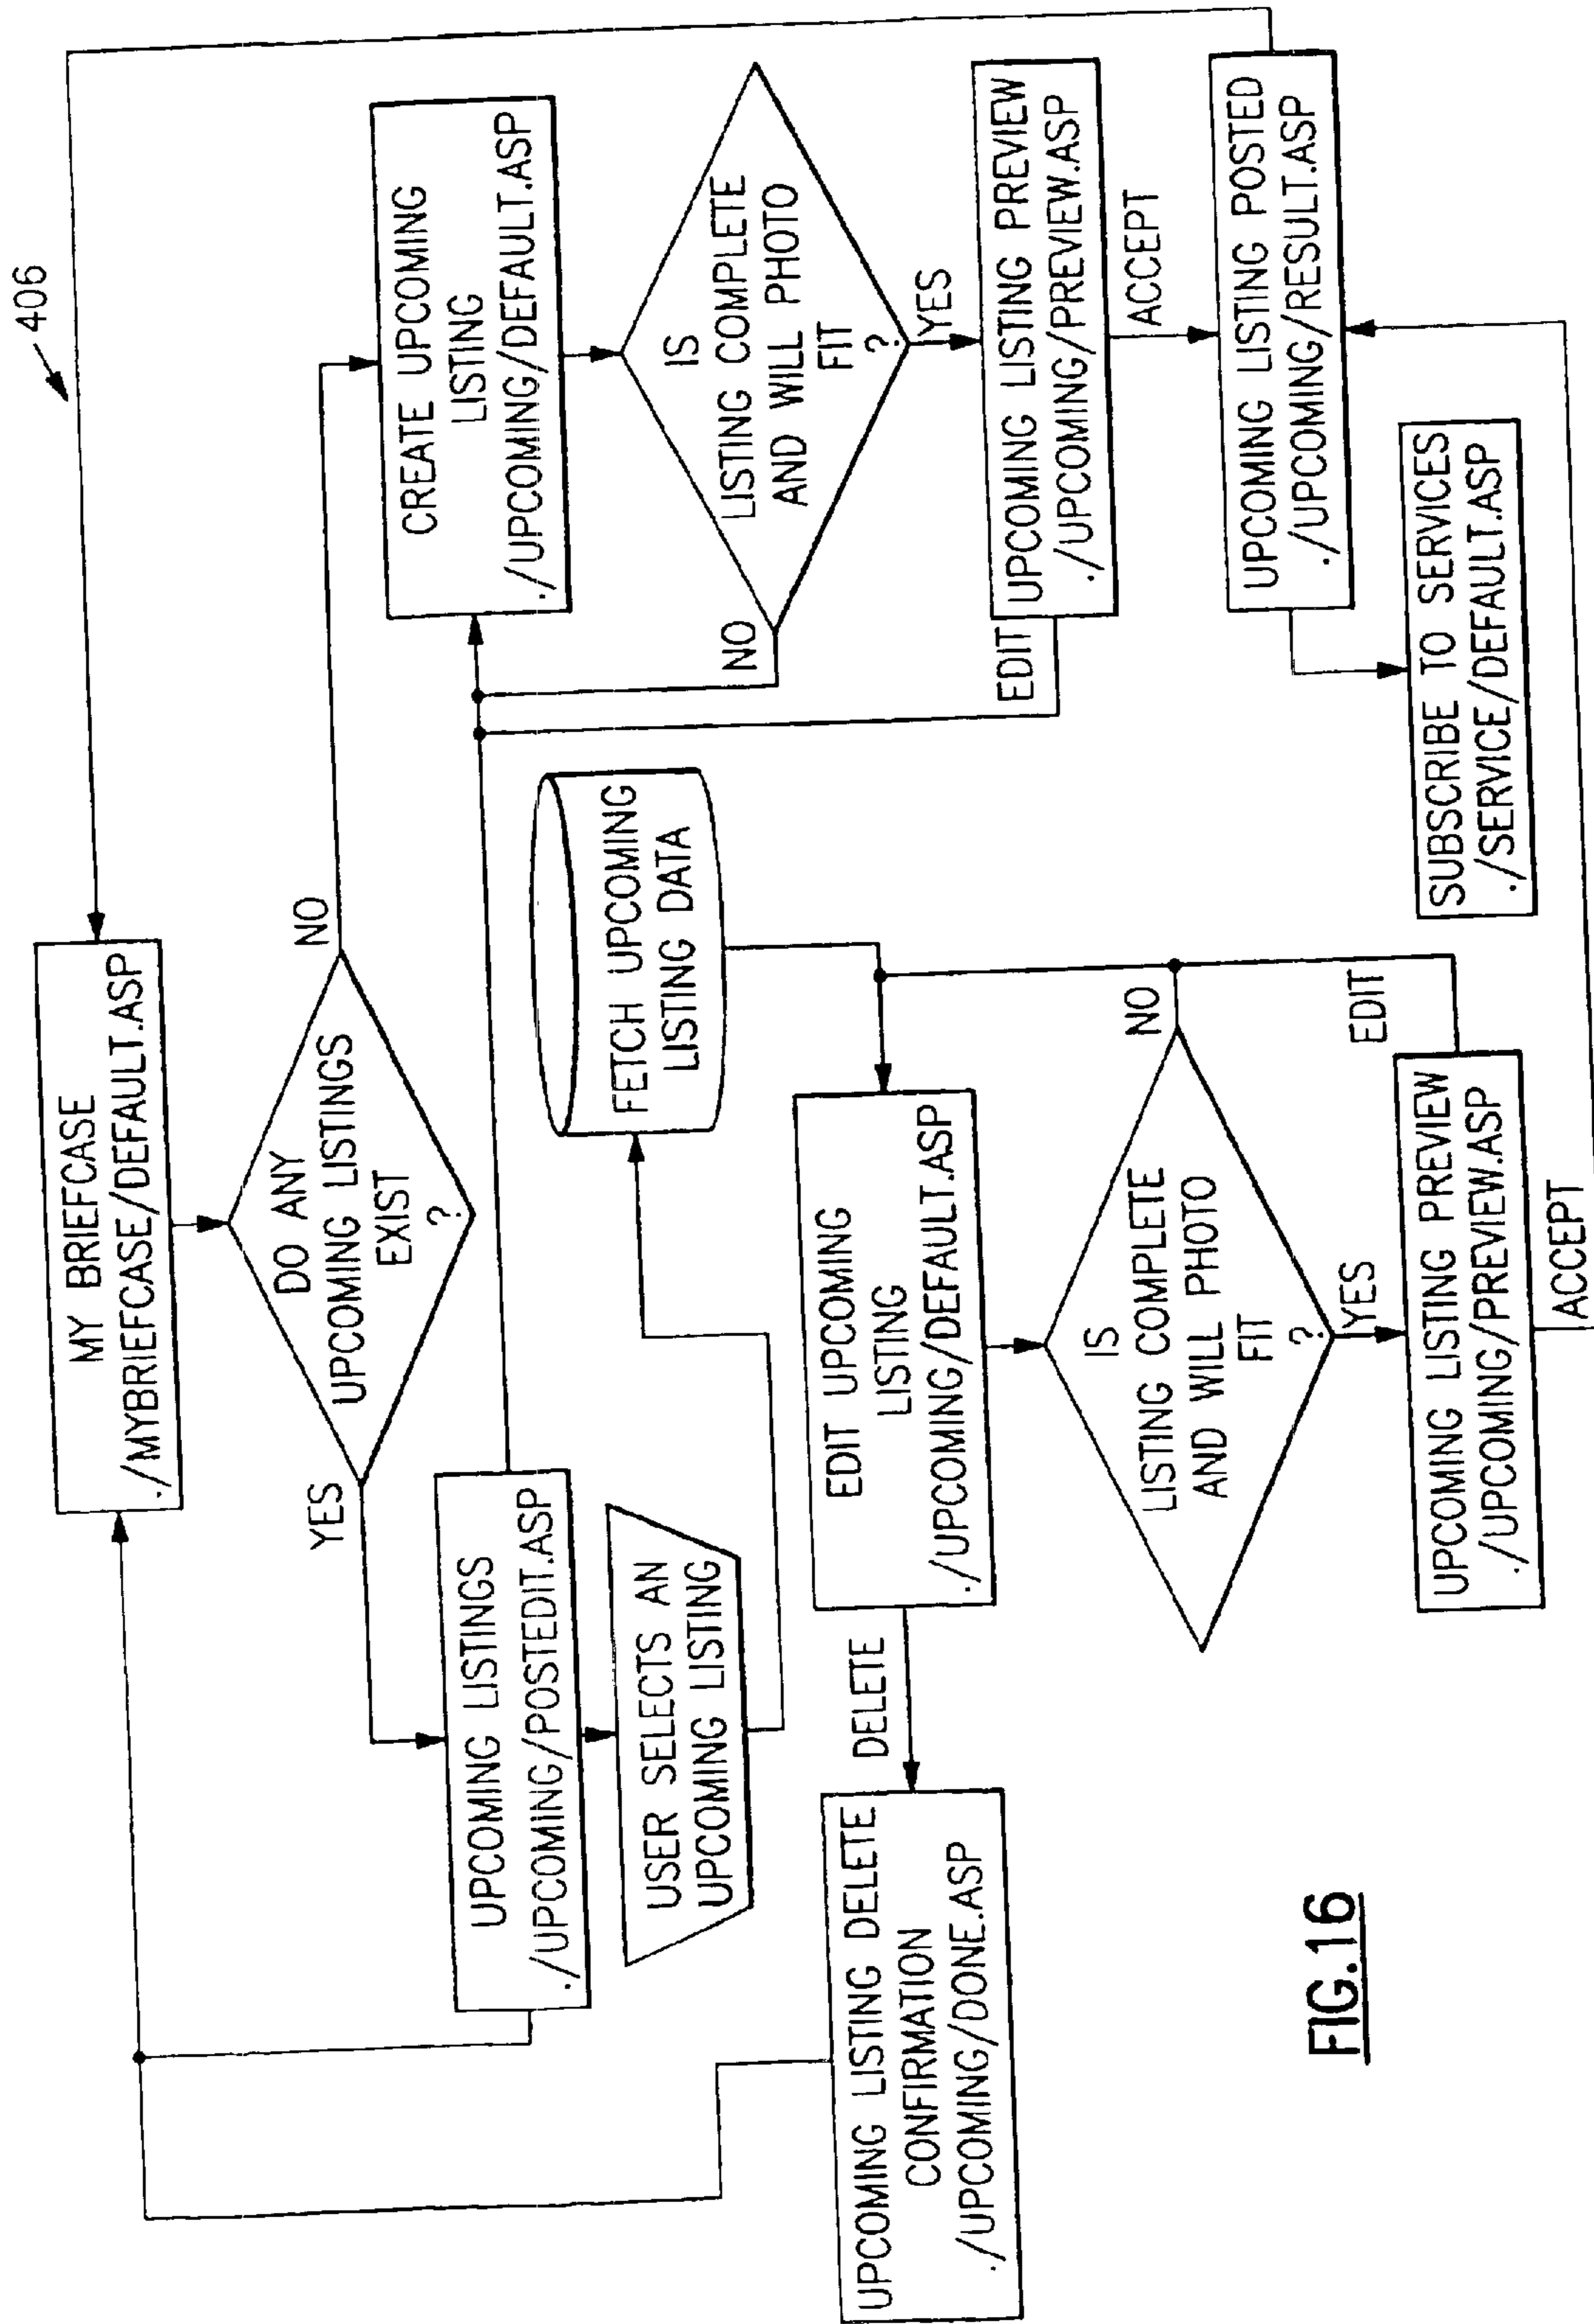 406
MY BRIEFCASE
./MYBRIEFCASE/DEFAULT.ASP
DO ANY
UPCOMING LISTINGS
EXIST
?
YES
NO
UPCOMING LISTINGS
./UPCOMING/POSTEDIT.ASP
USER SELECTS AN
UPCOMING LISTING
FETCH UPCOMING
LISTING DATA
CREATE UPCOMING
LISTING
./UPCOMING/DEFAULT.ASP
IS
LISTING COMPLETE
AND WILL PHOTO
FIT
?
NO
YES
EDIT
UPCOMING LISTING PREVIEW
./UPCOMING/PREVIEW.ASP
ACCEPT
UPCOMING LISTING POSTED
./UPCOMING/RESULT.ASP
SUBSCRIBE TO SERVICES
./SERVICE/DEFAULT.ASP
EDIT UPCOMING
LISTING
./UPCOMING/DEFAULT.ASP
DELETE
UPCOMING LISTING DELETE
CONFIRMATION
./UPCOMING/DONE.ASP
IS
LISTING COMPLETE
AND WILL PHOTO
FIT
?
NO
YES
EDIT
UPCOMING LISTING PREVIEW
./UPCOMING/PREVIEW.ASP
ACCEPT
FIG.16